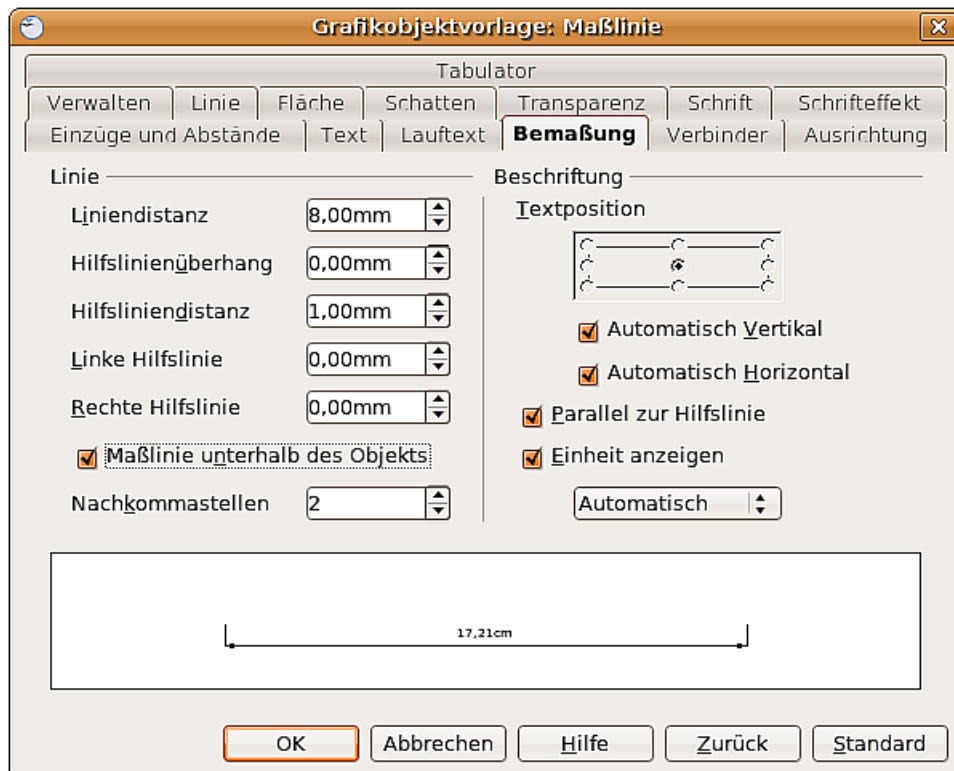 Grafikobjektvorlage: Maßlinie
Tabulator
Verwalten Linie Fläche Schatten Transparenz Schrift Schrifteffekt
Einzüge und Abstände Text Lauftext Bemaßung Verbinder Ausrichtung
Linie
Liniendistanz 8,00mm
Hilfslinienüberhang 0,00mm
Hilfsliniendistanz 1,00mm
Linke Hilfslinie 0,00mm
Rechte Hilfslinie 0,00mm
Maßlinie unterhalb des Objekts
Nachkommastellen 2
Beschriftung
Textposition
Automatisch Vertikal
Automatisch Horizontal
Parallel zur Hilfslinie
Einheit anzeigen
Automatisch
17,21cm
OK Abbrechen Hilfe Zurück Standard